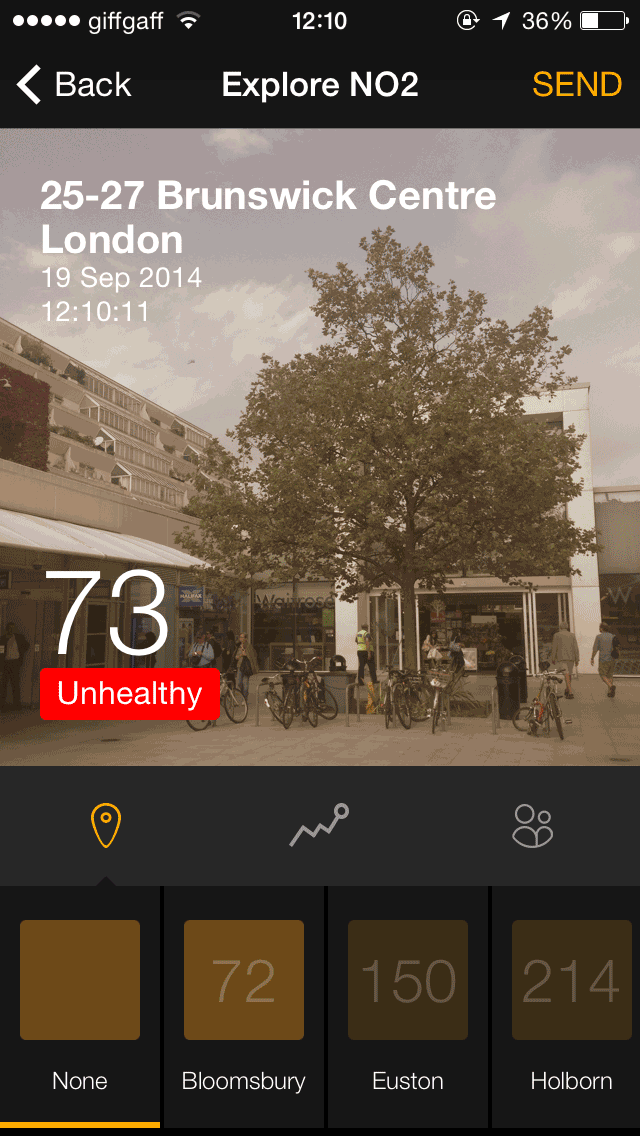 giffgaff 12:10 36%
Back Explore NO2 SEND
25-27 Brunswick Centre
London
19 Sep 2014
12:10:11
HALIFAX
Waitrose
W
73
Unhealthy
72 150 214
None Bloomsbury Euston Holborn